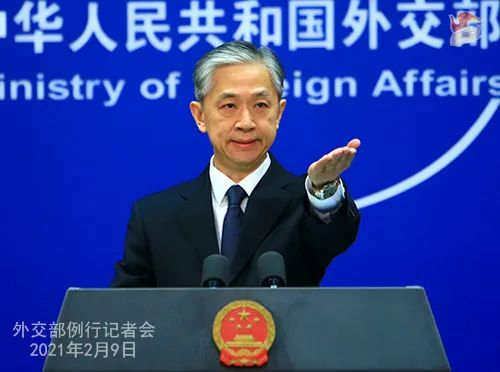 中华人民共和国外交部
inistry of Foreign Affairs
外交部例行记者会
2021年2月9日